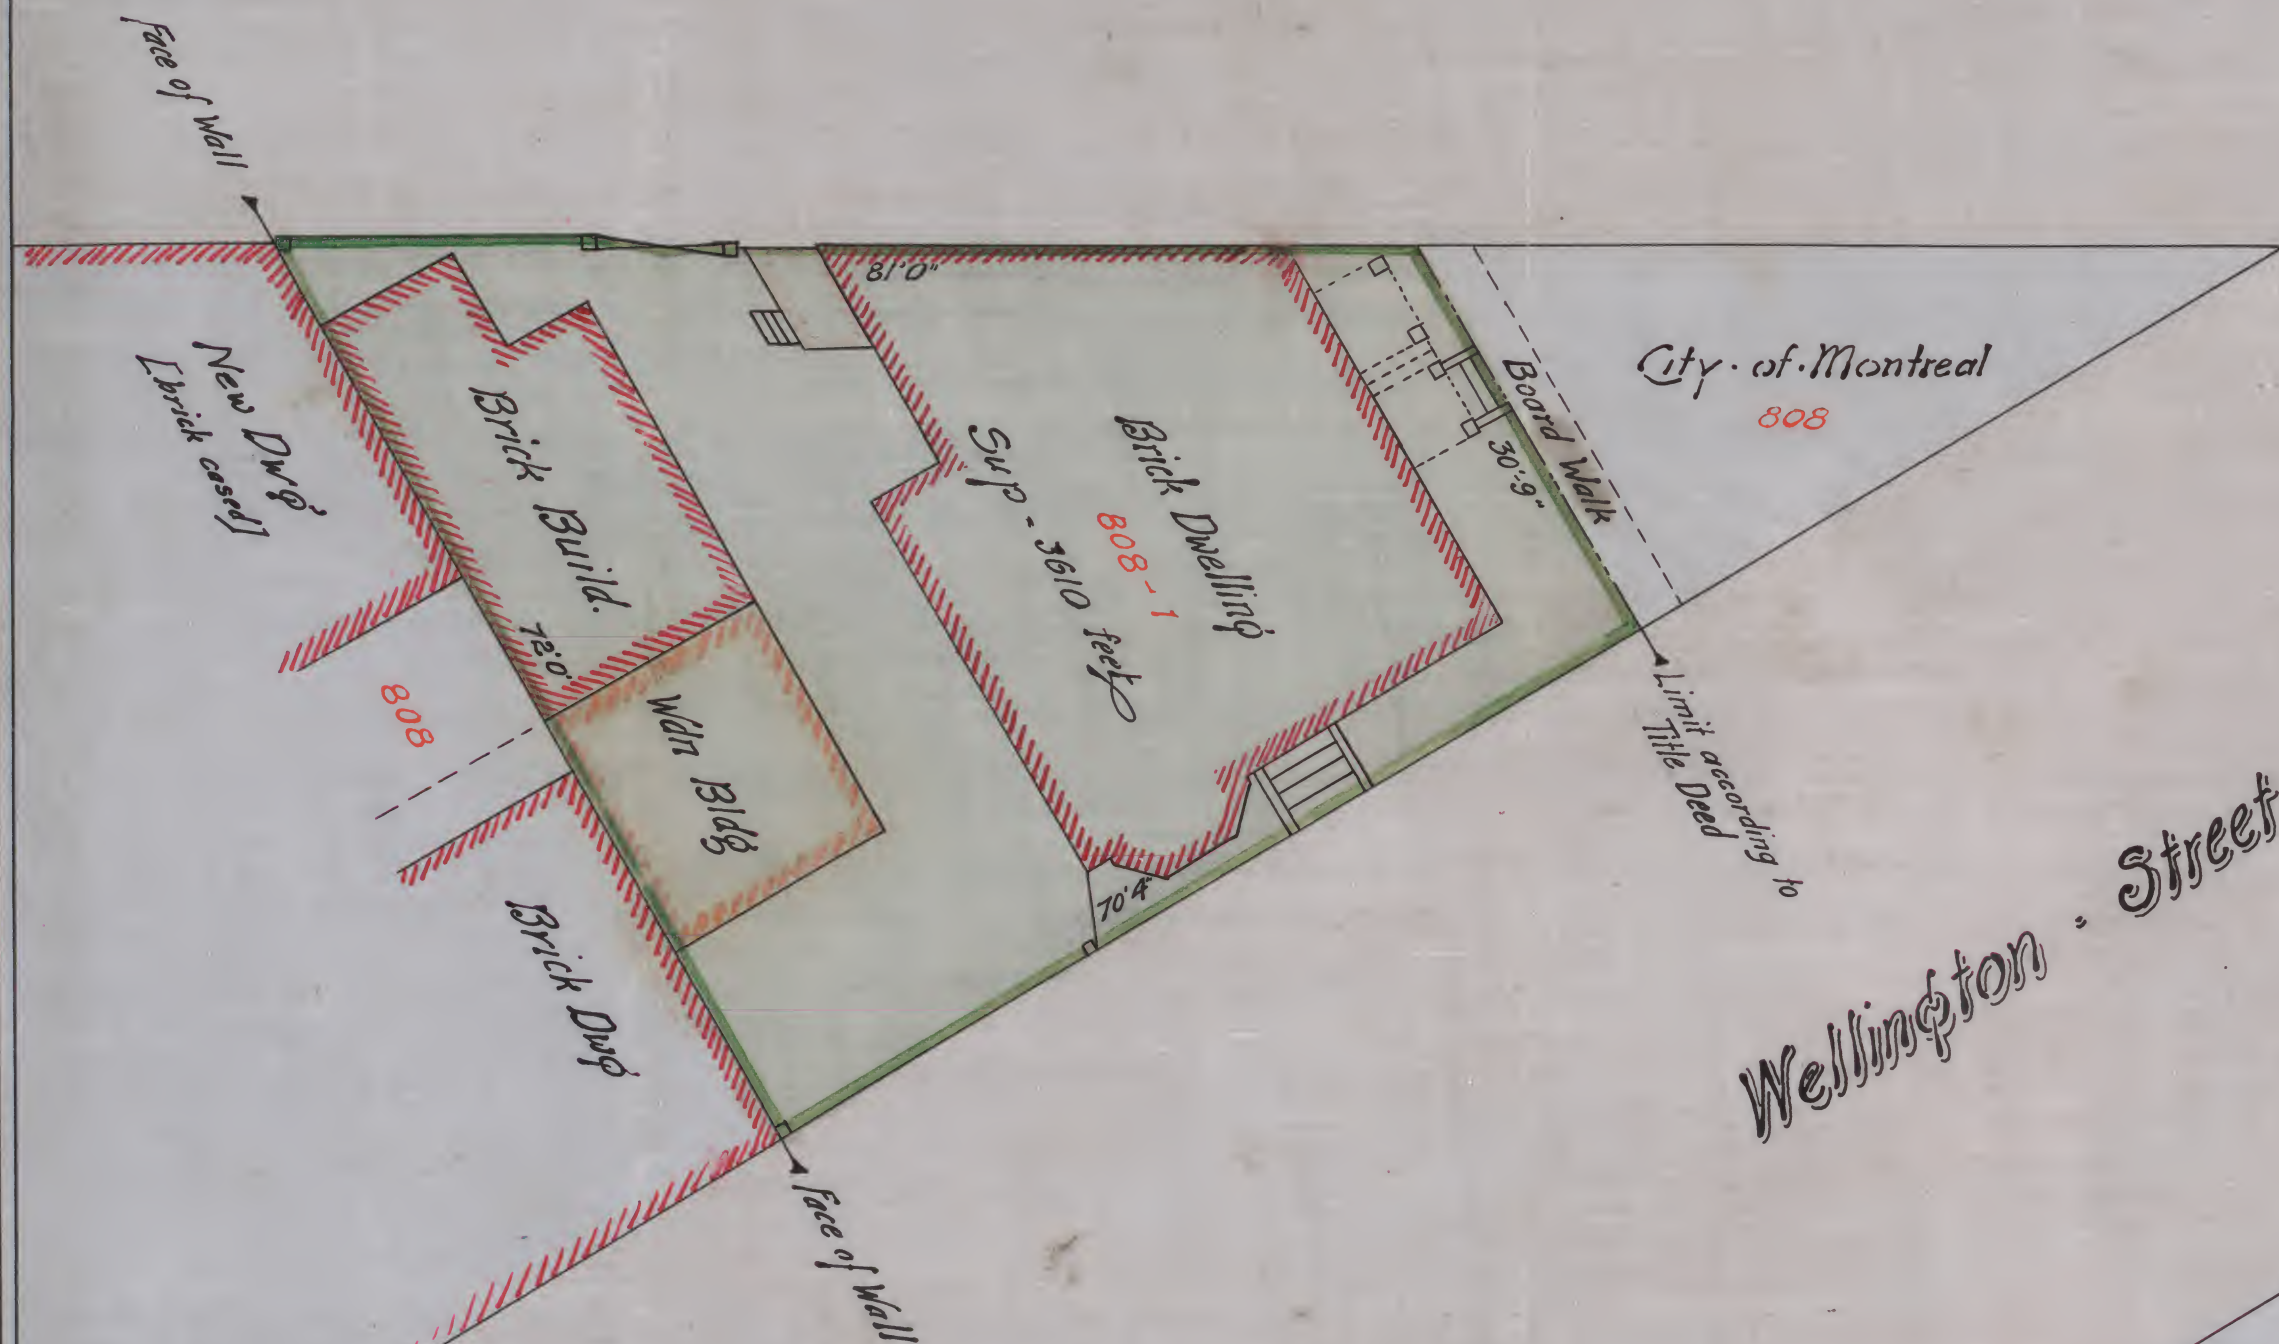 Face of Wall
81'0"
New Dwg
[brick cased]
Brick Build.
72'.0"
808
Wdn Bldg
Brick Dwg
Brick Dwelling
808-1
Sup = 3610 feet
70'4"
30'-9"
Board Walk
City · of · Montreal
808
Limit according to
Title Deed
Wellington - Street
Face of Wall